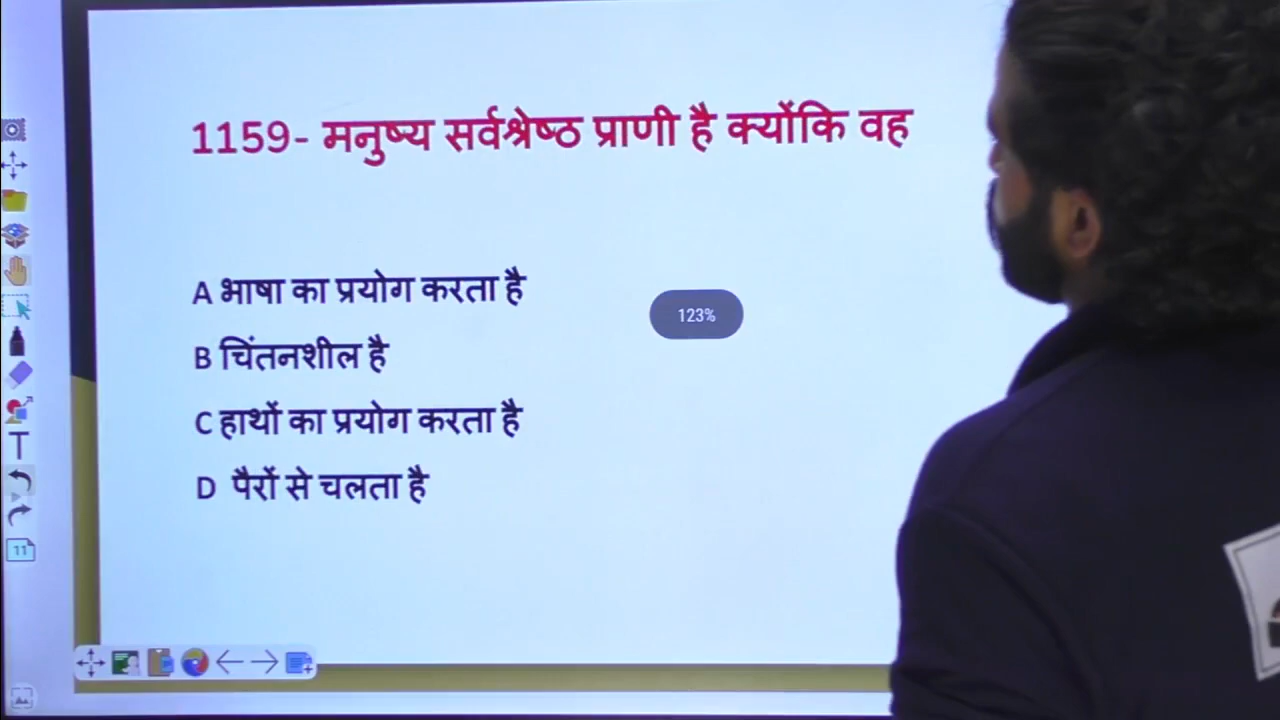 1159- मनुष्य सर्वश्रेष्ठ प्राणी है क्योंकि वह
A भाषा का प्रयोग करता है
123%
B चिंतनशील है
C हाथों का प्रयोग करता है
D पैरों से चलता है
T
11